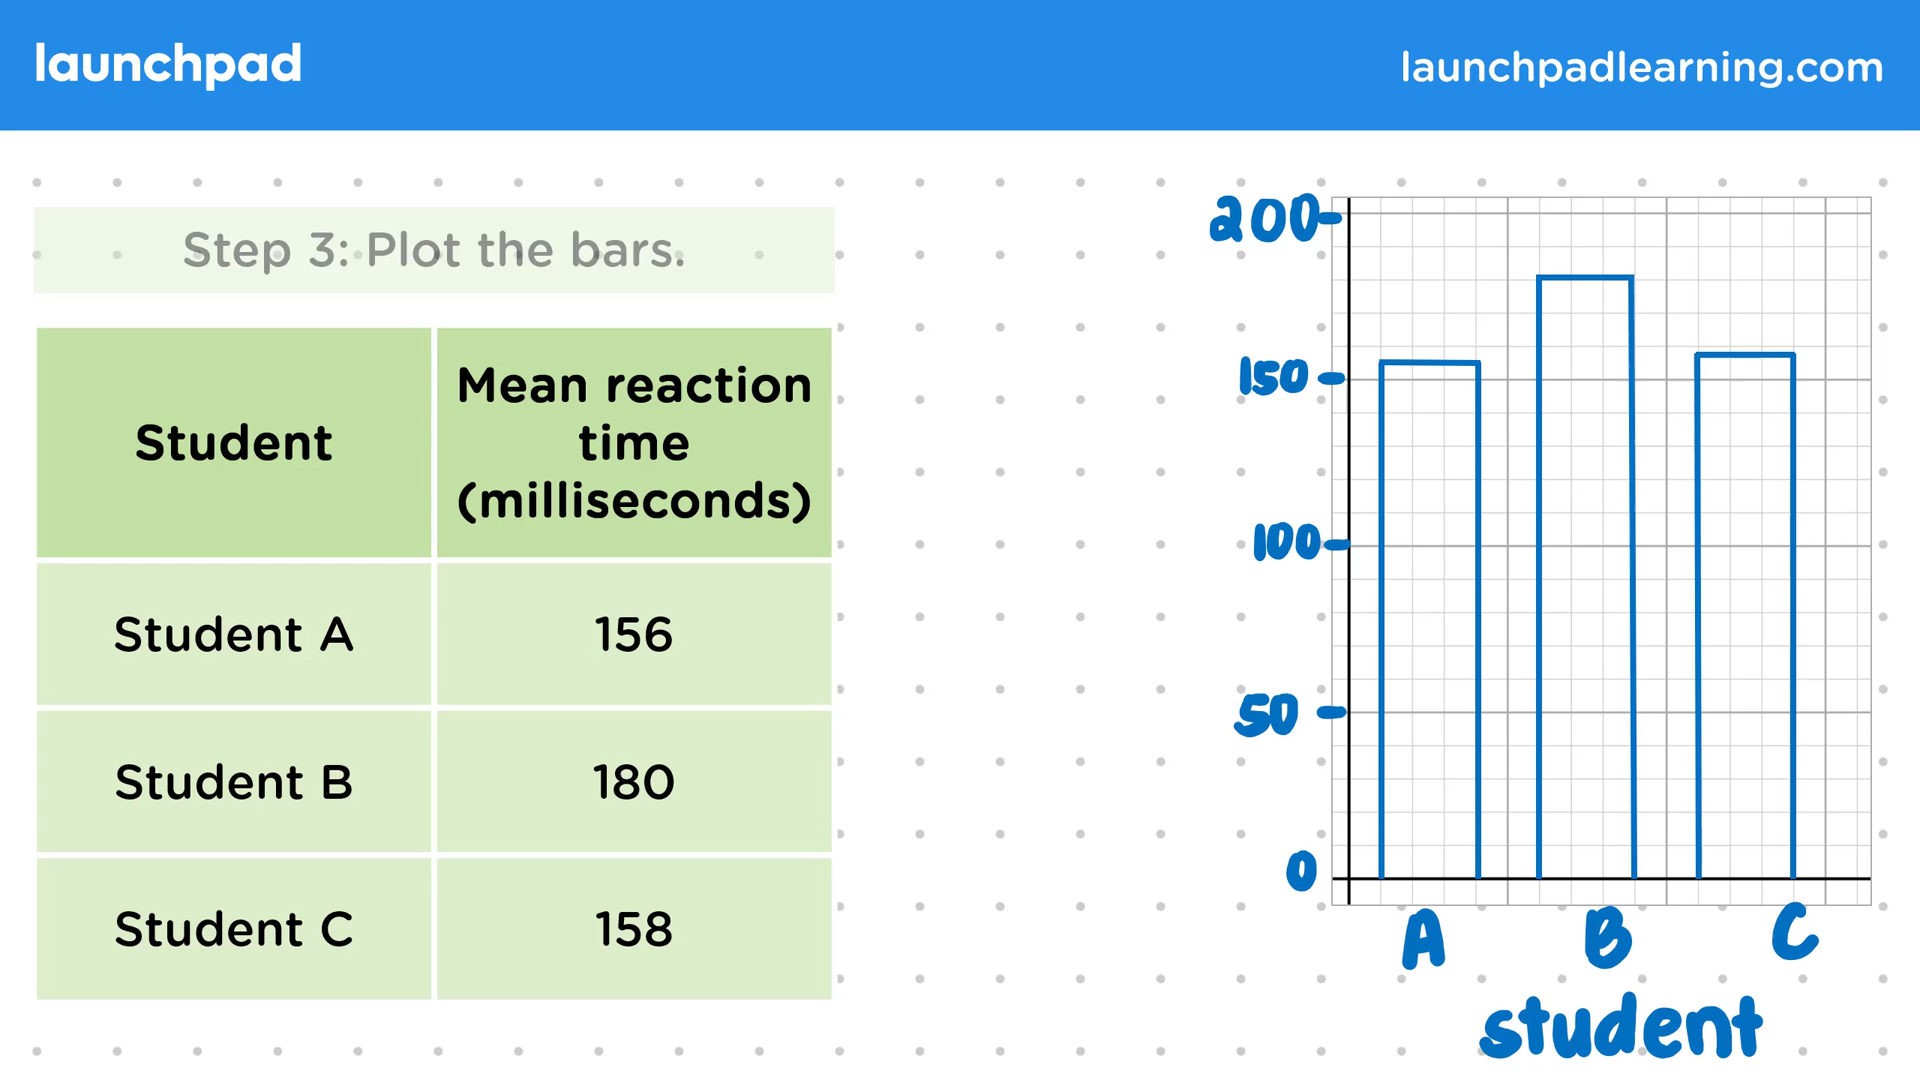 launchpad
launchpadlearning.com
Step 3: Plot the bars.
Student
Mean reaction
time
(milliseconds)
Student A
156
Student B
180
Student C
158
200
150
100
50
0
A B C
student